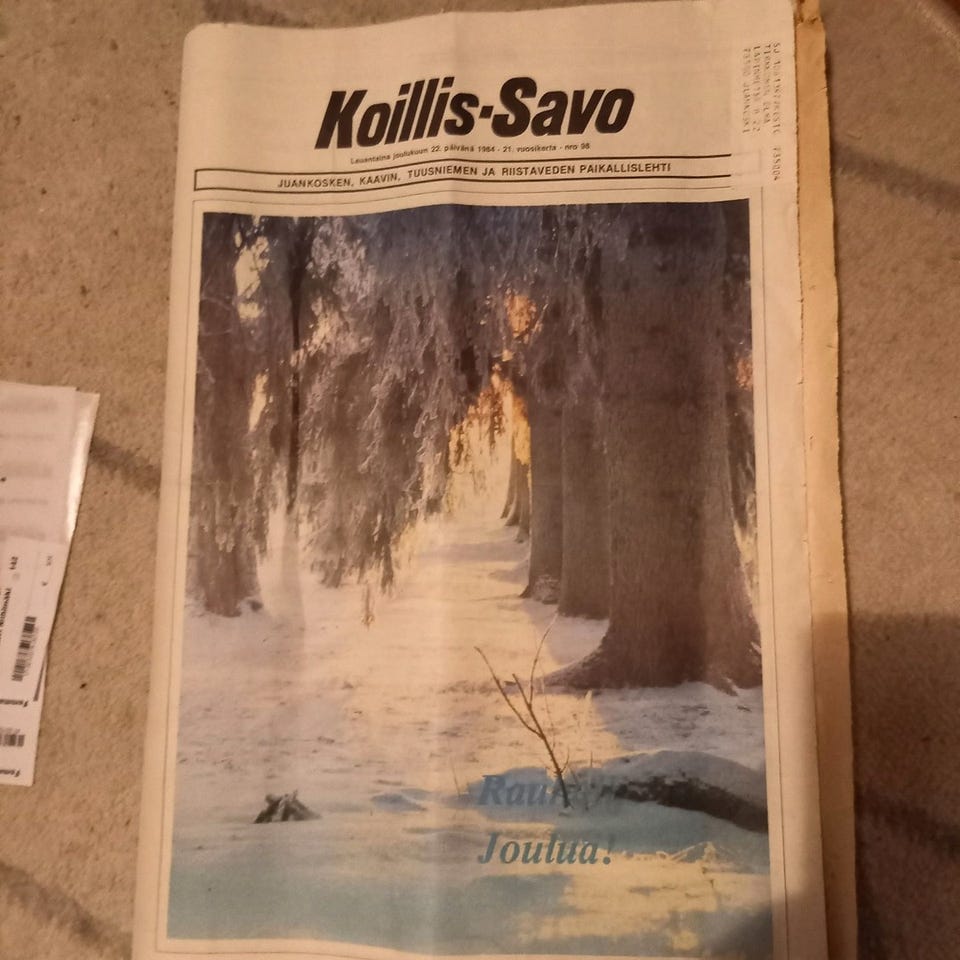 Koillis-Savo
Lauantaina joulukuun 22. päivänä 1984 - 21. vuosikerta - nro 98
JUANKOSKEN, KAAVIN, TUUSNIEMEN JA RIISTAVEDEN PAIKALLISLEHTI
Joulua!